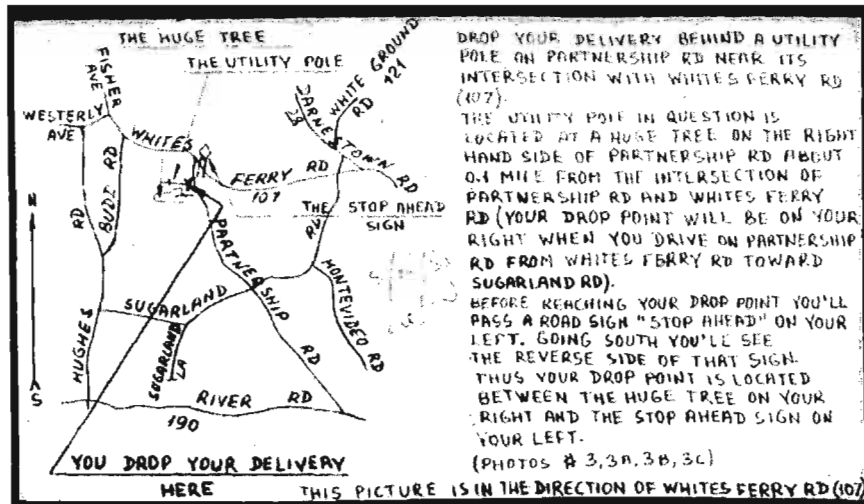 THE HUGE TREE
THE UTILITY POLE
FISHER AVE
WESTERLY AVE
WHITES FERRY RD
107
WHITE GROUND RD
121
DARNESTOWN RD
28
BUDD RD
HUGHES RD
THE STOP AHEAD
SIGN
PARTNERSHIP RD
SUGARLAND RD
SUGARLAND LA
MONTEVIDEO RD
N
S
RIVER RD
190
YOU DROP YOUR DELIVERY
HERE
DROP YOUR DELIVERY BEHIND A UTILITY
POLE ON PARTNERSHIP RD NEAR ITS
INTERSECTION WITH WHITES FERRY RD
(107).
THE UTILITY POLE IN QUESTION IS
LOCATED AT A HUGE TREE ON THE RIGHT
HAND SIDE OF PARTNERSHIP RD ABOUT
0.1 MILE FROM THE INTERSECTION OF
PARTNERSHIP RD AND WHITES FERRY
RD (YOUR DROP POINT WILL BE ON YOUR
RIGHT WHEN YOU DRIVE ON PARTNERSHIP
RD FROM WHITES FERRY RD TOWARD
SUGARLAND RD).
BEFORE REACHING YOUR DROP POINT YOU'LL
PASS A ROAD SIGN "STOP AHEAD" ON YOUR
LEFT. GOING SOUTH YOU'LL SEE
THE REVERSE SIDE OF THAT SIGN.
THUS YOUR DROP POINT IS LOCATED
BETWEEN THE HUGE TREE ON YOUR
RIGHT AND THE STOP AHEAD SIGN ON
YOUR LEFT.
(PHOTOS # 3, 3A, 3B, 3C)
THIS PICTURE IS IN THE DIRECTION OF WHITES FERRY RD (107